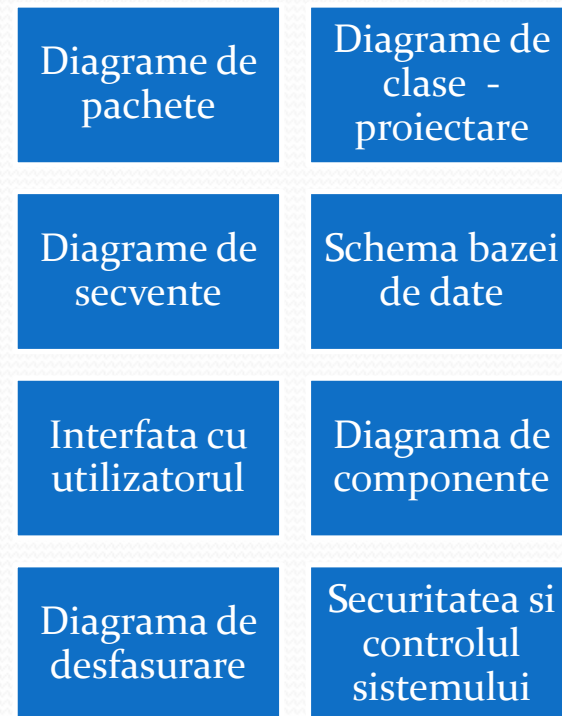 Diagrame de
pachete
Diagrame de
clase -
proiectare
Diagrame de
secvente
Schema bazei
de date
Interfata cu
utilizatorul
Diagrama de
componente
Diagrama de
desfasurare
Securitatea si
controlul
sistemului